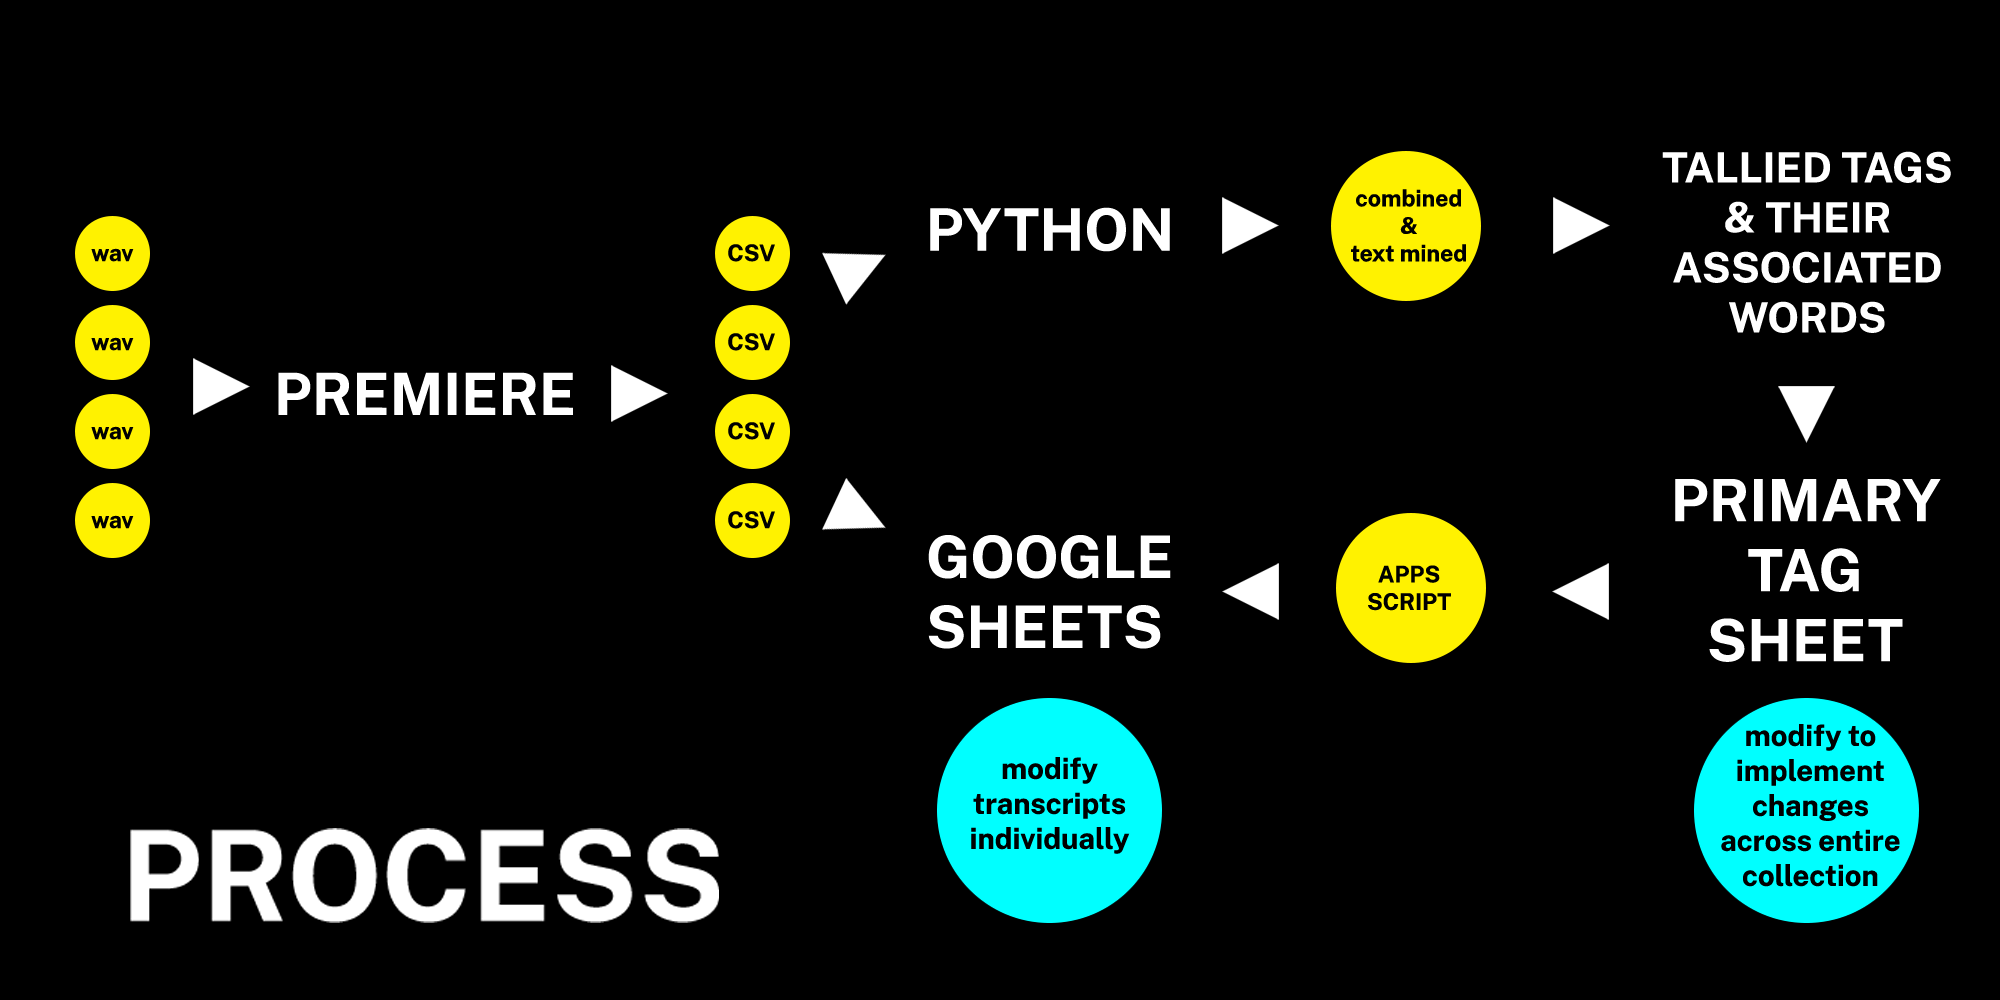 wav
wav
wav
wav
PREMIERE
CSV
CSV
CSV
CSV
PYTHON
combined
&
text mined
TALLIED TAGS
& THEIR
ASSOCIATED
WORDS
PRIMARY
TAG
SHEET
modify to
implement
changes
across entire
collection
APPS
SCRIPT
GOOGLE
SHEETS
modify
transcripts
individually
PROCESS